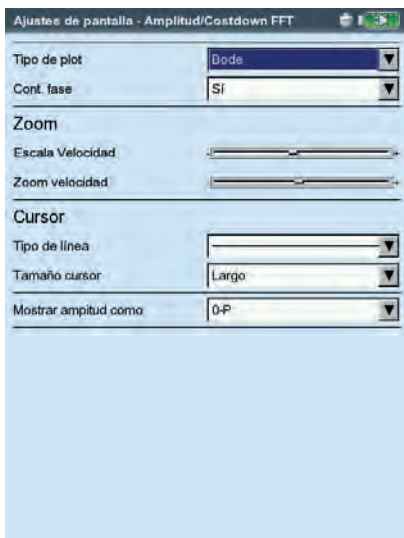 Ajustes de pantalla - Amplitud/Costdown FFT
Tipo de plot Bode
Cont. fase Sí
Zoom
Escala Velocidad - +
Zoom velocidad - +
Cursor
Tipo de línea
Tamaño cursor Largo
Mostrar ampitud como 0-P